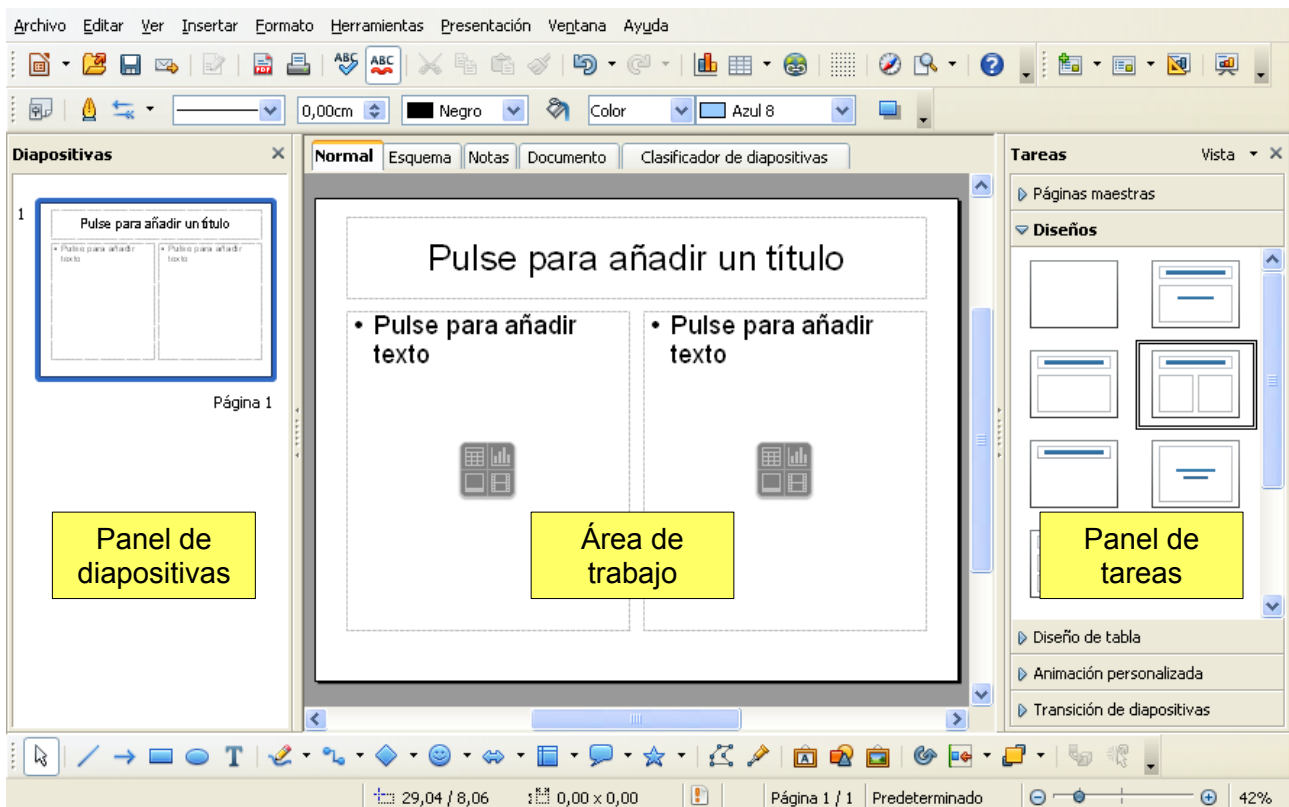 Archivo Editar Ver Insertar Formato Herramientas Presentación Ventana Ayuda
PDF ABC ABC
0,00cm Negro Color Azul 8
Diapositivas
1
Pulse para añadir un título
• Pulse para añadir
texto
• Pulse para añadir
texto
Página 1
Panel de
diapositivas
Normal Esquema Notas Documento Clasificador de diapositivas
Pulse para añadir un título
• Pulse para añadir
texto
• Pulse para añadir
texto
Área de
trabajo
Tareas Vista
Páginas maestras
Diseños
Panel de
tareas
Diseño de tabla
Animación personalizada
Transición de diapositivas
T A
29,04 / 8,06 0,00 x 0,00 Página 1 / 1 Predeterminado 42%